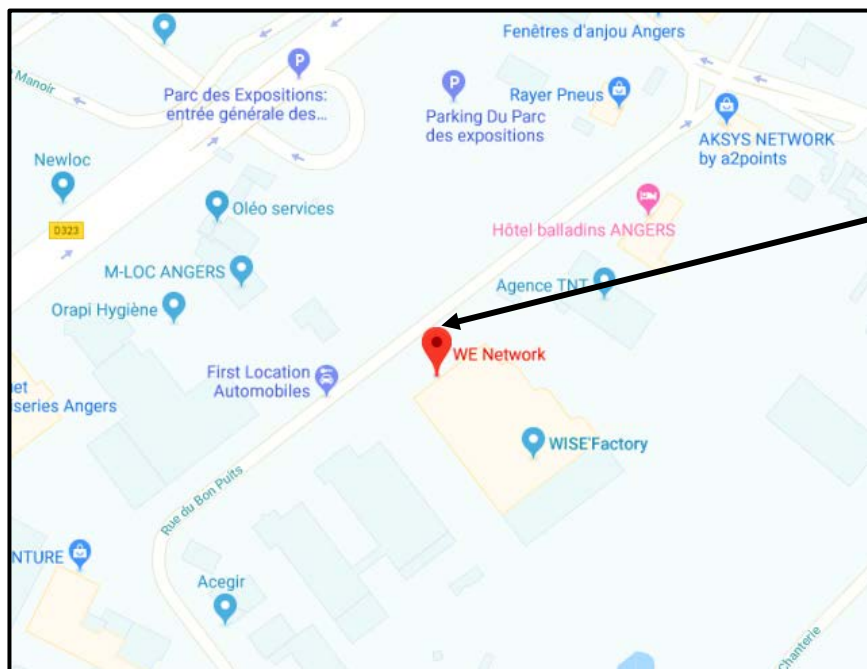 Fenêtres d'anjou Angers
Manoir
Parc des Expositions:
entrée générale des...
Parking Du Parc
des expositions
Rayer Pneus
AKSYS NETWORK
by a2points
Newloc
Oléo services
D323
Hôtel balladins ANGERS
M-LOC ANGERS
Agence TNT
Orapi Hygiène
WE Network
First Location
Automobiles
et
iseries Angers
WISE'Factory
Rue du Bon Puits
NTURE
Acegir
Chanterie